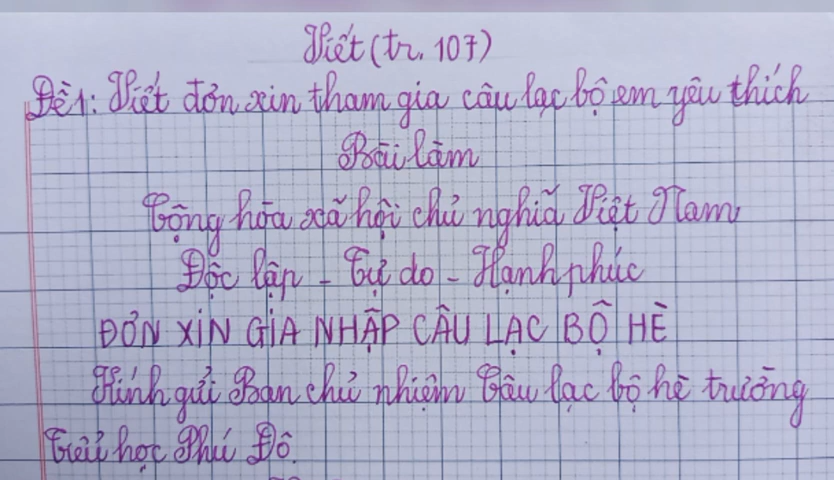 Viết (tr. 107)
Đề 1: Viết đơn xin tham gia câu lạc bộ em yêu thích
Bài làm
Cộng hòa xã hội chủ nghĩa Việt Nam
Độc lập - Tự do - Hạnh phúc
ĐƠN XIN GIA NHẬP CÂU LẠC BỘ HÈ
Kính gửi Ban chủ nhiệm Câu lạc bộ hè trường
Tiểu học Phú Đô.